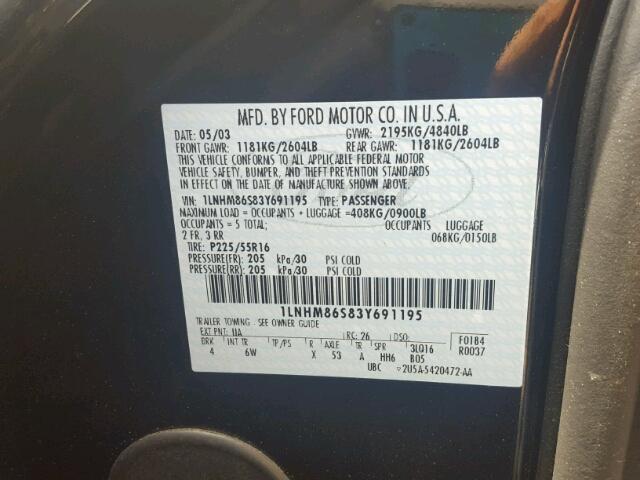 MFD. BY FORD MOTOR CO. IN U.S.A.
DATE: 05/03 GVWR: 2195KG/4840LB
FRONT GAWR: 1181KG/2604LB REAR GAWR: 1181KG/2604LB
THIS VEHICLE CONFORMS TO ALL APPLICABLE FEDERAL MOTOR
VEHICLE SAFETY, BUMPER, AND THEFT PREVENTION STANDARDS
IN EFFECT ON THE DATE OF MANUFACTURE SHOWN ABOVE.
VIN: 1LNHM86S83Y691195 TYPE: PASSENGER
MAXIMUM LOAD = OCCUPANTS + LUGGAGE =408KG/0900LB
OCCUPANTS = 5 TOTAL; OCCUPANTS LUGGAGE
2 FR, 3 RR 068KG/0150LB
TIRE: P225/55R16
PRESSURE(FR): 205 kPa/30 PSI COLD
PRESSURE(RR): 205 kPa/30 PSI COLD
1LNHM86S83Y691195
TRAILER TOWING - SEE OWNER GUIDE
EXT PNT: UA RC: 26 DSO: F0184
BRK INT TR TP/PS R AXLE TR SPR 3L016 R0037
4 6W X 53 A HH6 B05
UBC 2U5A-5420472-AA